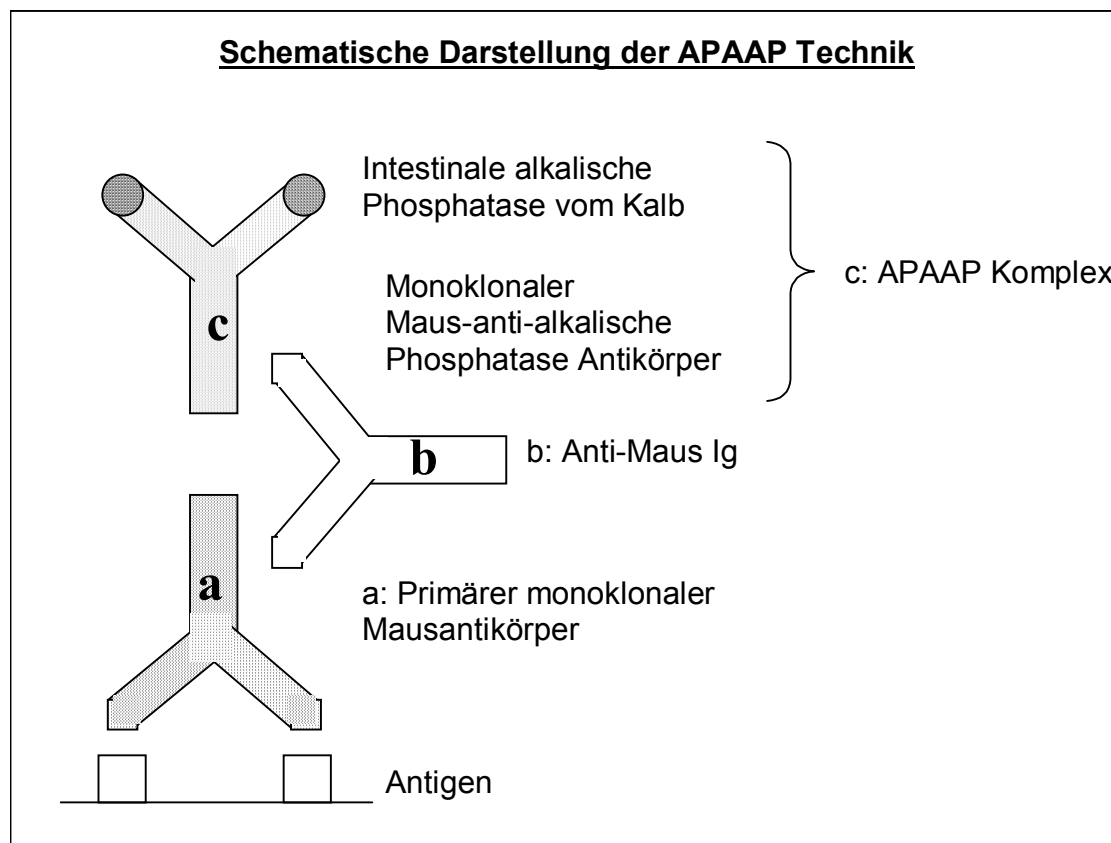 Schematische Darstellung der APAAP Technik
Intestinale alkalische
Phosphatase vom Kalb
c: APAAP Komplex
Monoklonaler
Maus-anti-alkalische
Phosphatase Antikörper
c
b
b: Anti-Maus Ig
a
a: Primärer monoklonaler
Mausantikörper
Antigen